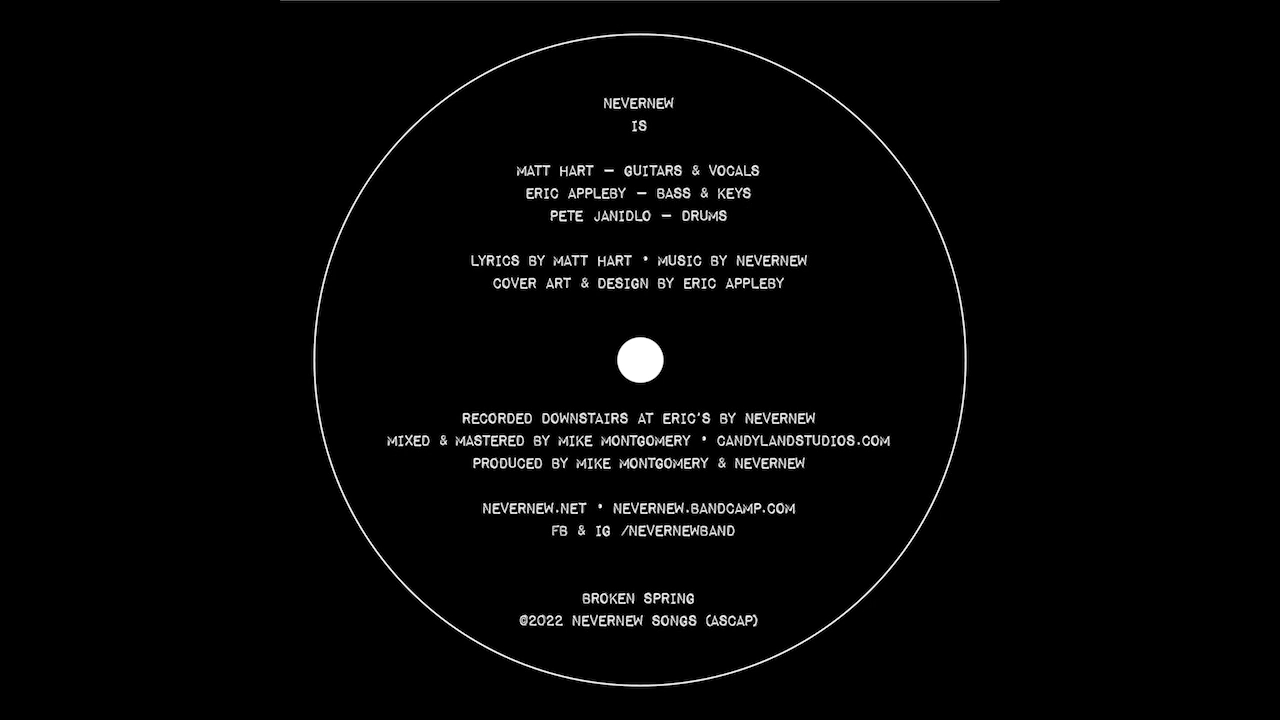 NEVERNEW
IS
MATT HART — GUITARS & VOCALS
ERIC APPLEBY — BASS & KEYS
PETE JANIDLO — DRUMS
LYRICS BY MATT HART • MUSIC BY NEVERNEW
COVER ART & DESIGN BY ERIC APPLEBY
RECORDED DOWNSTAIRS AT ERIC'S BY NEVERNEW
MIXED & MASTERED BY MIKE MONTGOMERY • CANDYLANDSTUDIOS.COM
PRODUCED BY MIKE MONTGOMERY & NEVERNEW
NEVERNEW.NET • NEVERNEW.BANDCAMP.COM
FB & IG /NEVERNEWBAND
BROKEN SPRING
©2022 NEVERNEW SONGS (ASCAP)